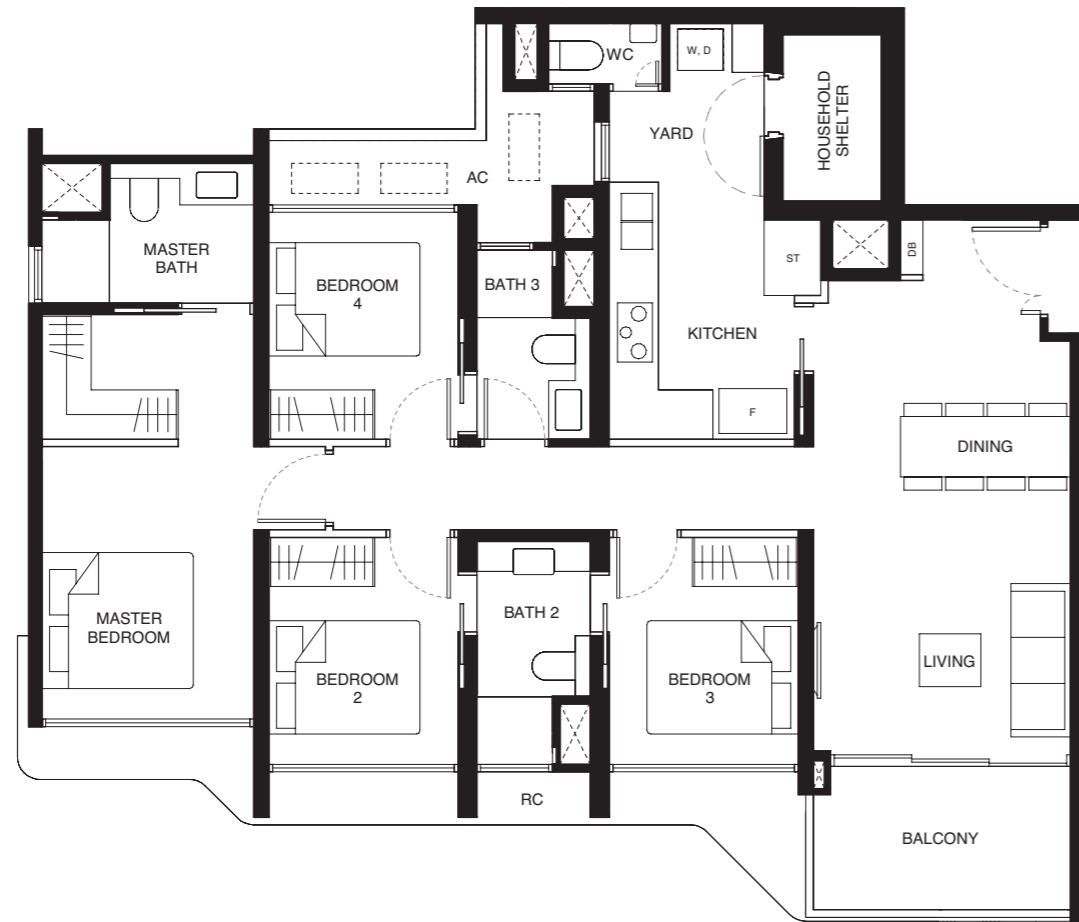 WC
W, D
HOUSEHOLD
SHELTER
YARD
AC
MASTER
BATH
BEDROOM
4
BATH 3
ST
DB
KITCHEN
F
DINING
MASTER
BEDROOM
BATH 2
BEDROOM
2
BEDROOM
3
LIVING
RC
BALCONY